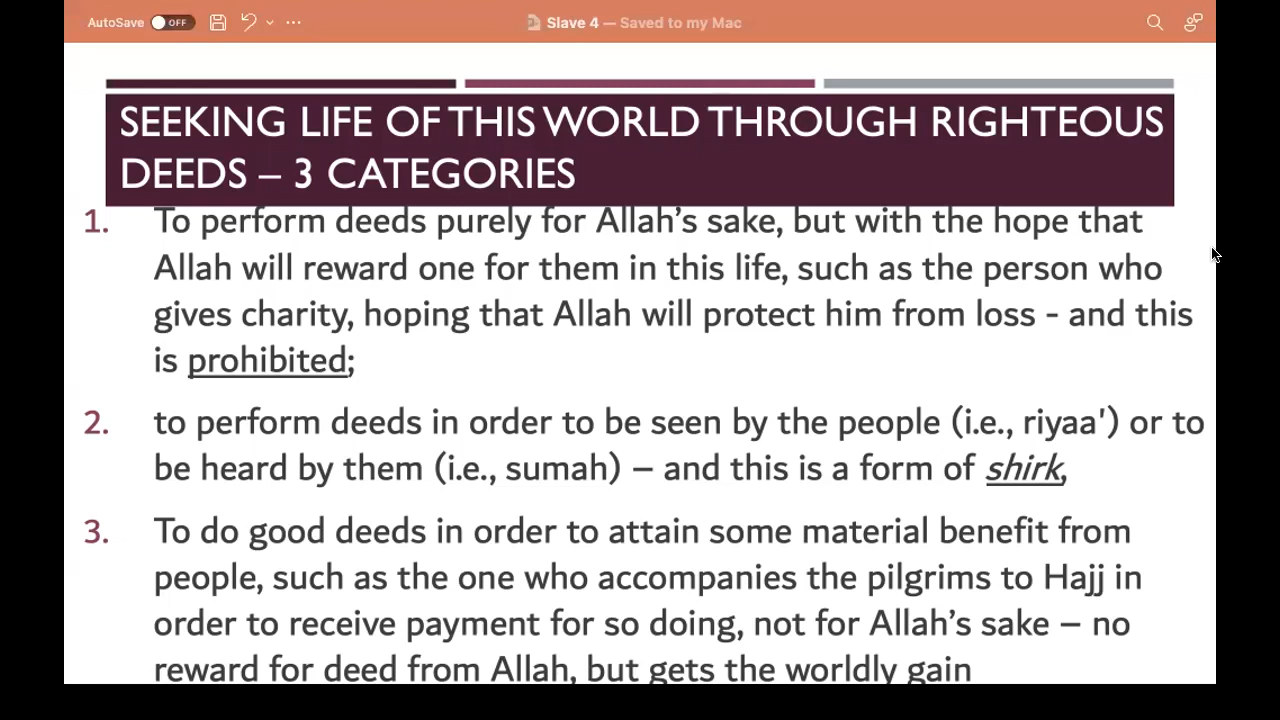 AutoSave OFF ... Slave 4 — Saved to my Mac
SEEKING LIFE OF THIS WORLD THROUGH RIGHTEOUS
DEEDS – 3 CATEGORIES
1. To perform deeds purely for Allah’s sake, but with the hope that
Allah will reward one for them in this life, such as the person who
gives charity, hoping that Allah will protect him from loss - and this
is prohibited;
2. to perform deeds in order to be seen by the people (i.e., riyaa') or to
be heard by them (i.e., sumah) – and this is a form of shirk,
3. To do good deeds in order to attain some material benefit from
people, such as the one who accompanies the pilgrims to Hajj in
order to receive payment for so doing, not for Allah’s sake – no
reward for deed from Allah, but gets the worldly gain